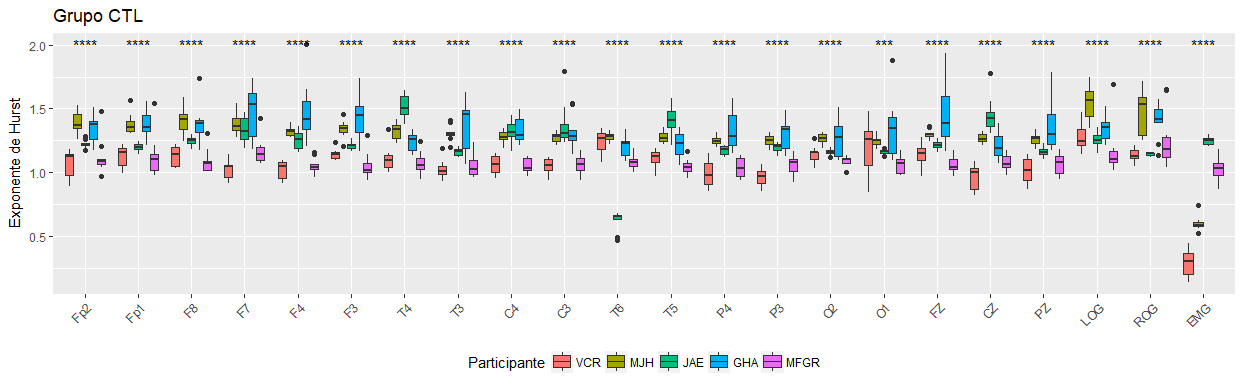 Grupo CTL
**** **** **** **** **** **** **** **** **** **** **** **** **** **** **** *** **** **** **** **** **** ****
2.0
1.5
1.0
0.5
Exponente de Hurst
Fp2 Fp1 F8 F7 F4 F3 T4 T3 C4 C3 T6 T5 P4 P3 O2 O1 FZ CZ PZ LOG ROG EMG
Participante VCR MJH JAE GHA MFGR